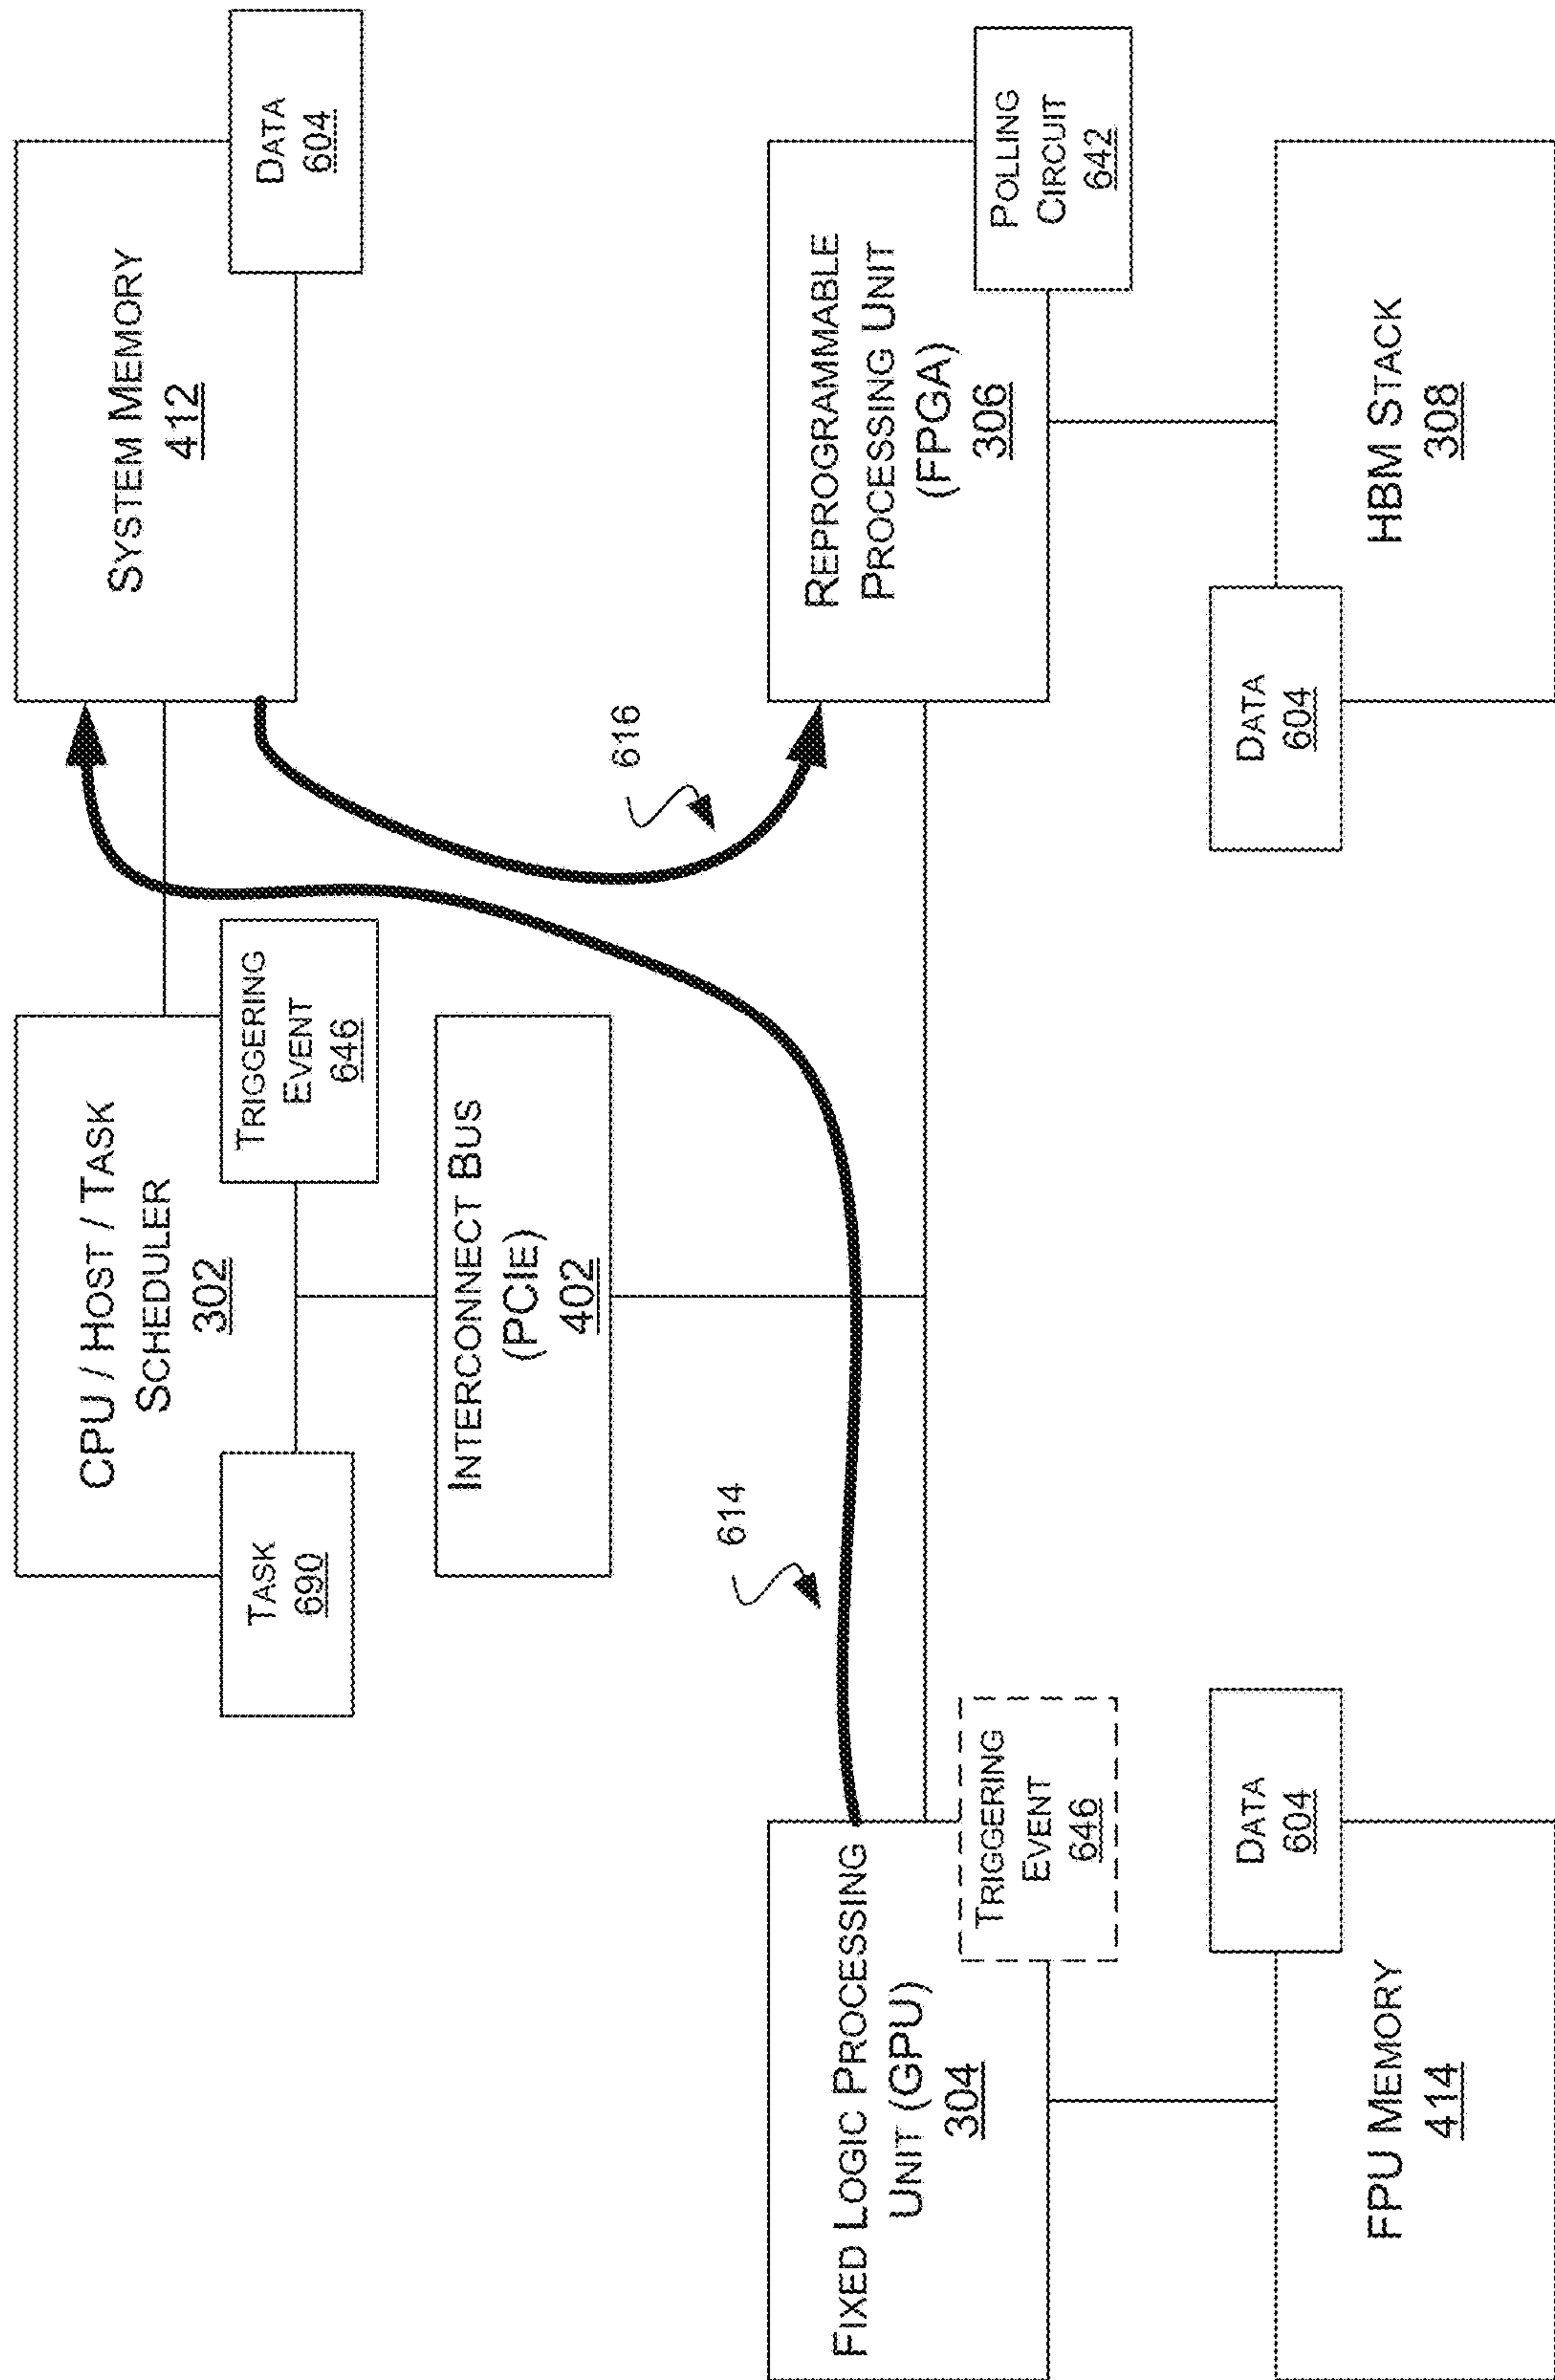 CPU / HOST / TASK
SCHEDULER
302
TASK
690
TRIGGERING
EVENT
646
SYSTEM MEMORY
412
DATA
604
INTERCONNECT BUS
(PCIE)
402
614
616
FIXED LOGIC PROCESSING
UNIT (GPU)
304
TRIGGERING
EVENT
646
REPROGRAMMABLE
PROCESSING UNIT
(FPGA)
306
POLLING
CIRCUIT
642
DATA
604
FPU MEMORY
414
DATA
604
HBM STACK
308